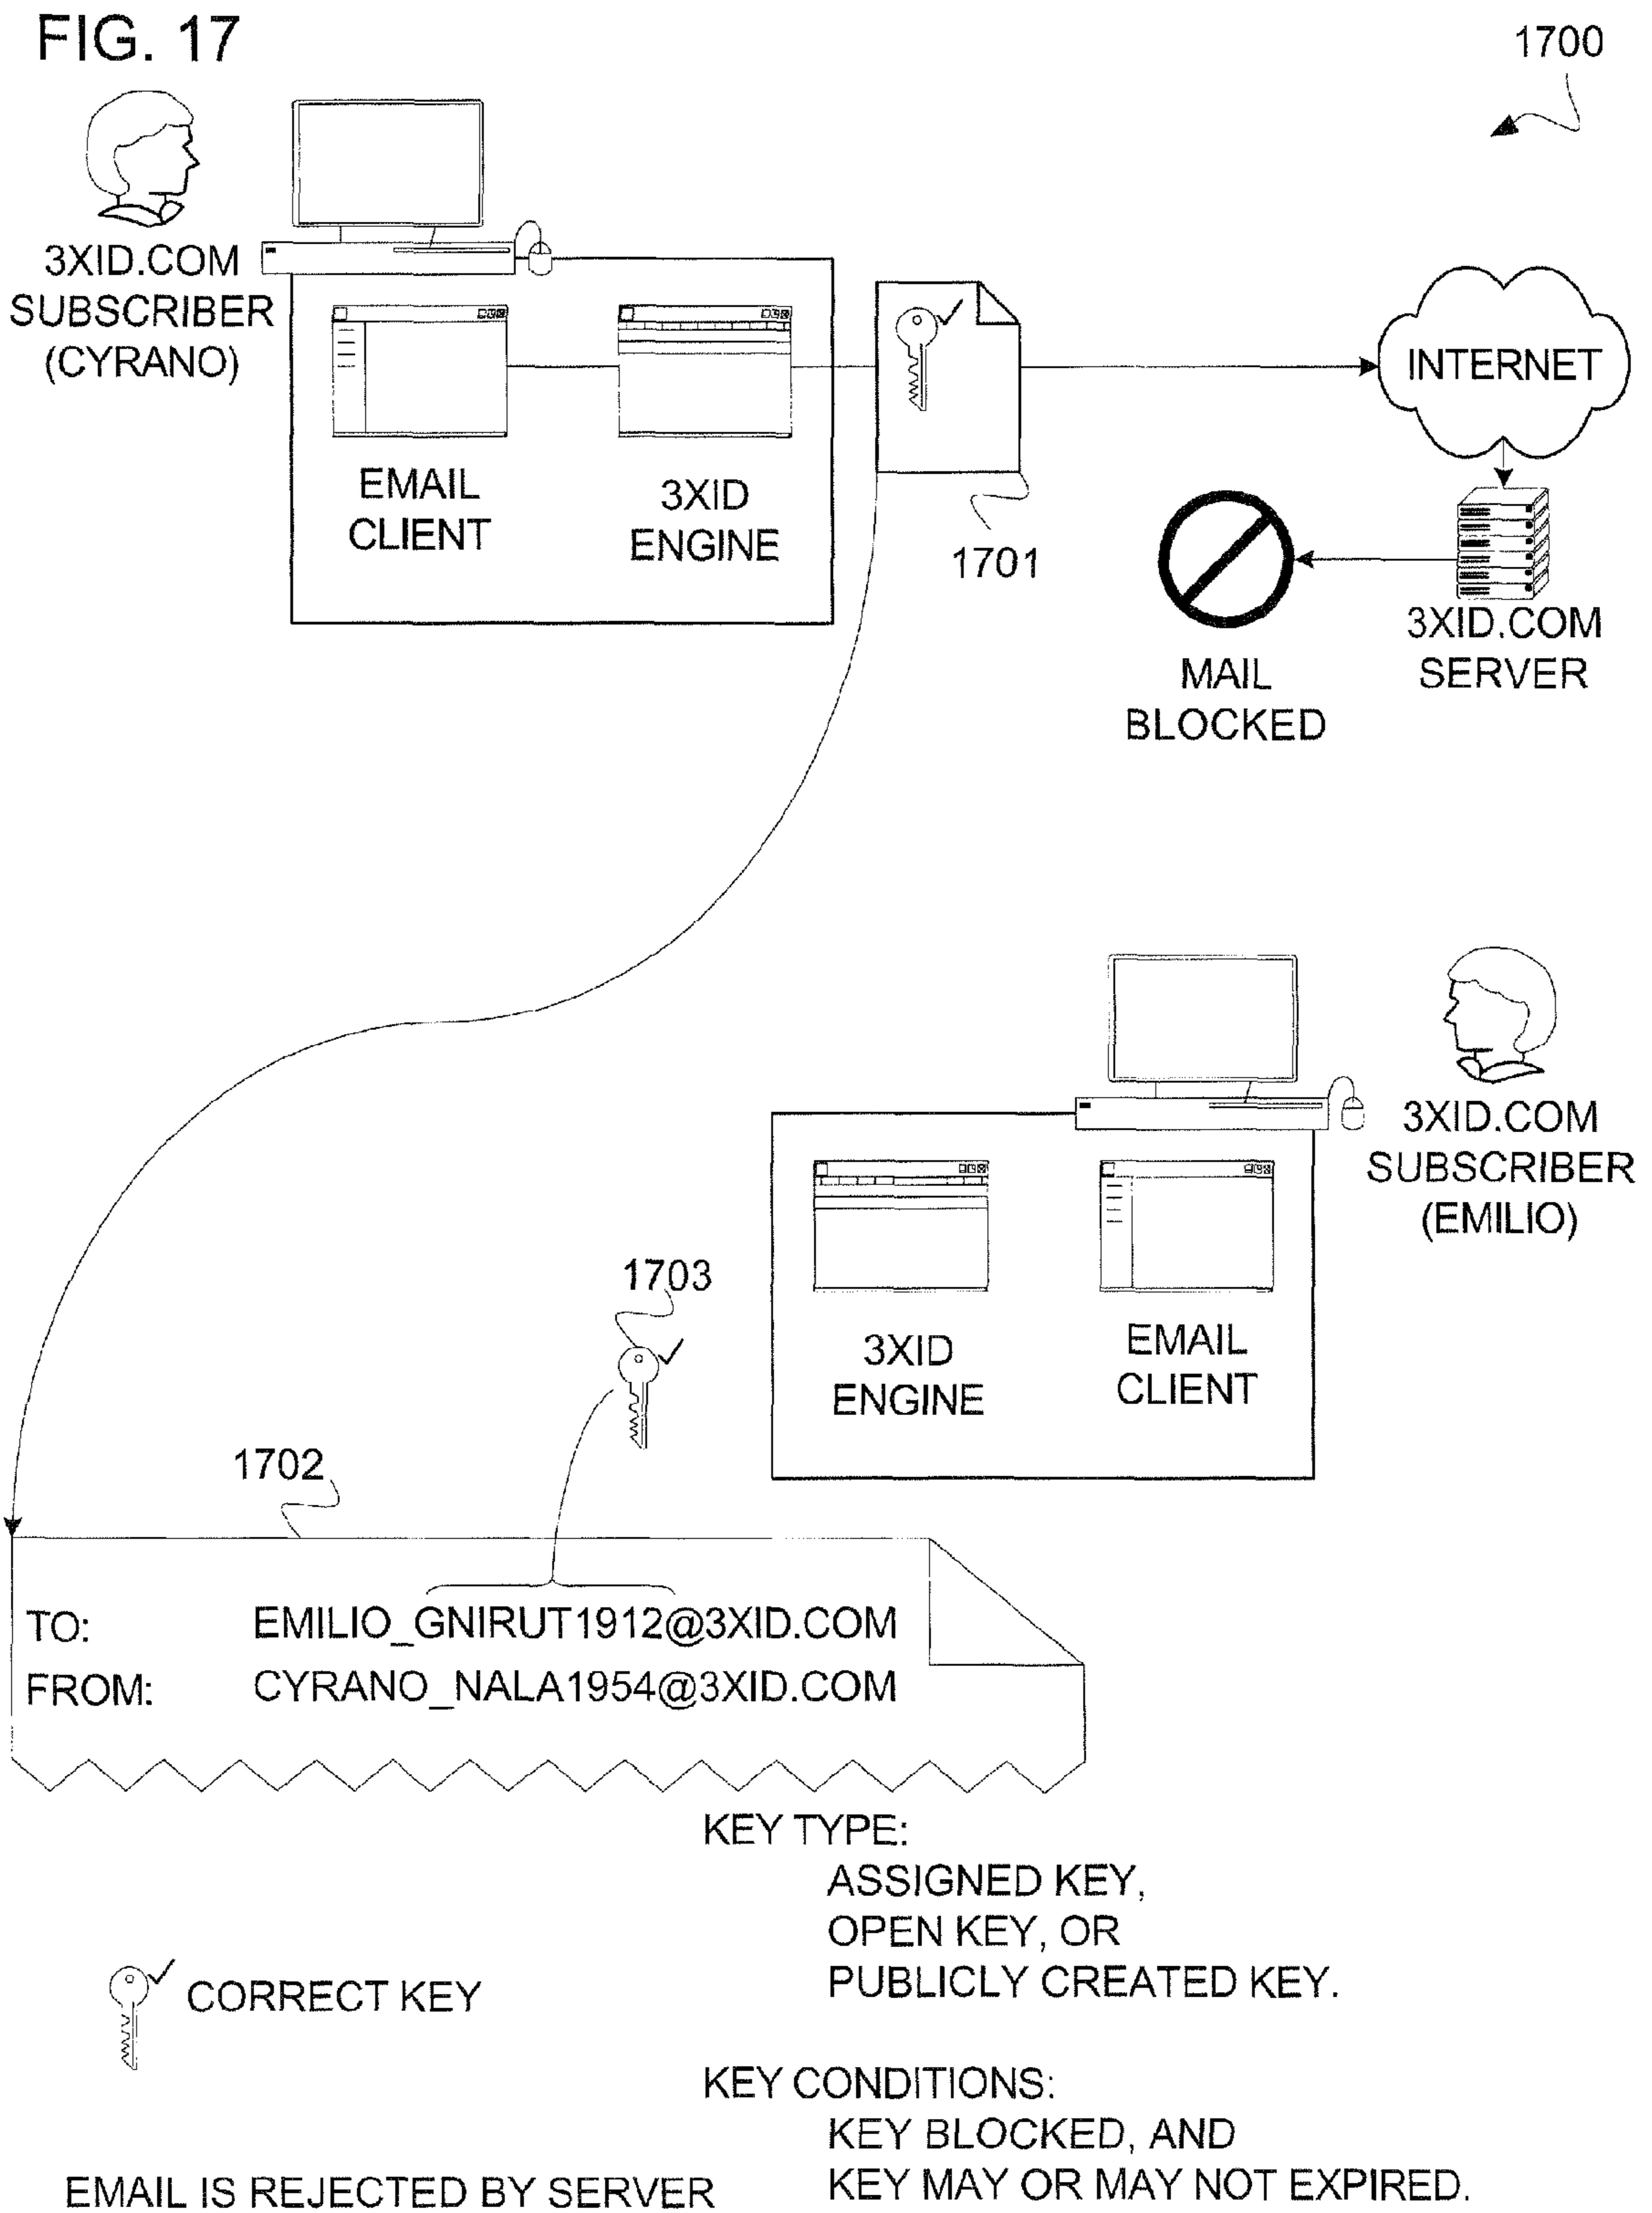 FIG. 17
1700
3XID.COM
SUBSCRIBER
(CYRANO)
EMAIL
CLIENT
3XID
ENGINE
1701
INTERNET
3XID.COM
SERVER
MAIL
BLOCKED
3XID.COM
SUBSCRIBER
(EMILIO)
3XID
ENGINE
EMAIL
CLIENT
1703
1702
TO: EMILIO_GNIRUT1912@3XID.COM
FROM: CYRANO_NALA1954@3XID.COM
KEY TYPE:
ASSIGNED KEY,
OPEN KEY, OR
PUBLICLY CREATED KEY.
CORRECT KEY
KEY CONDITIONS:
KEY BLOCKED, AND
KEY MAY OR MAY NOT EXPIRED.
EMAIL IS REJECTED BY SERVER